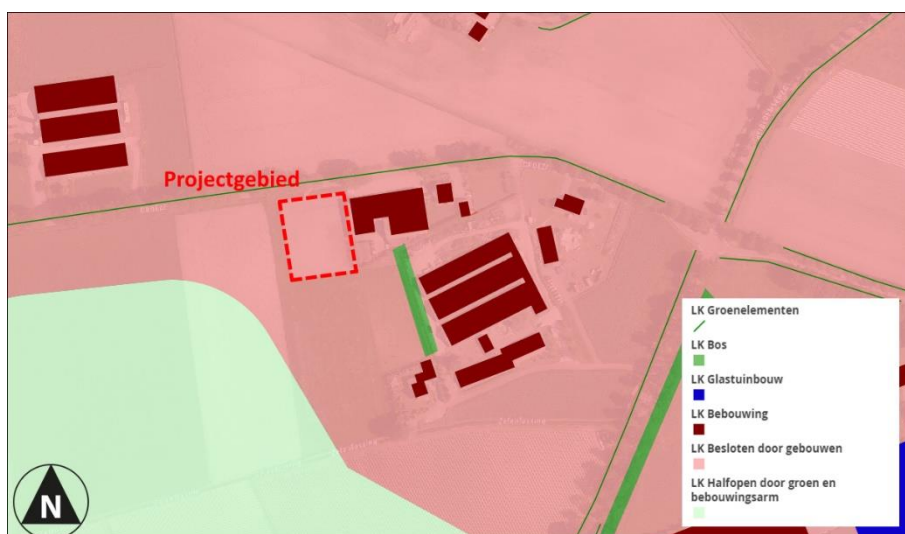 Projectgebied
LK Groenelementen
LK Bos
LK Glastuinbouw
LK Bebouwing
LK Besloten door gebouwen
LK Halfopen door groen en
bebouwingsarm
N